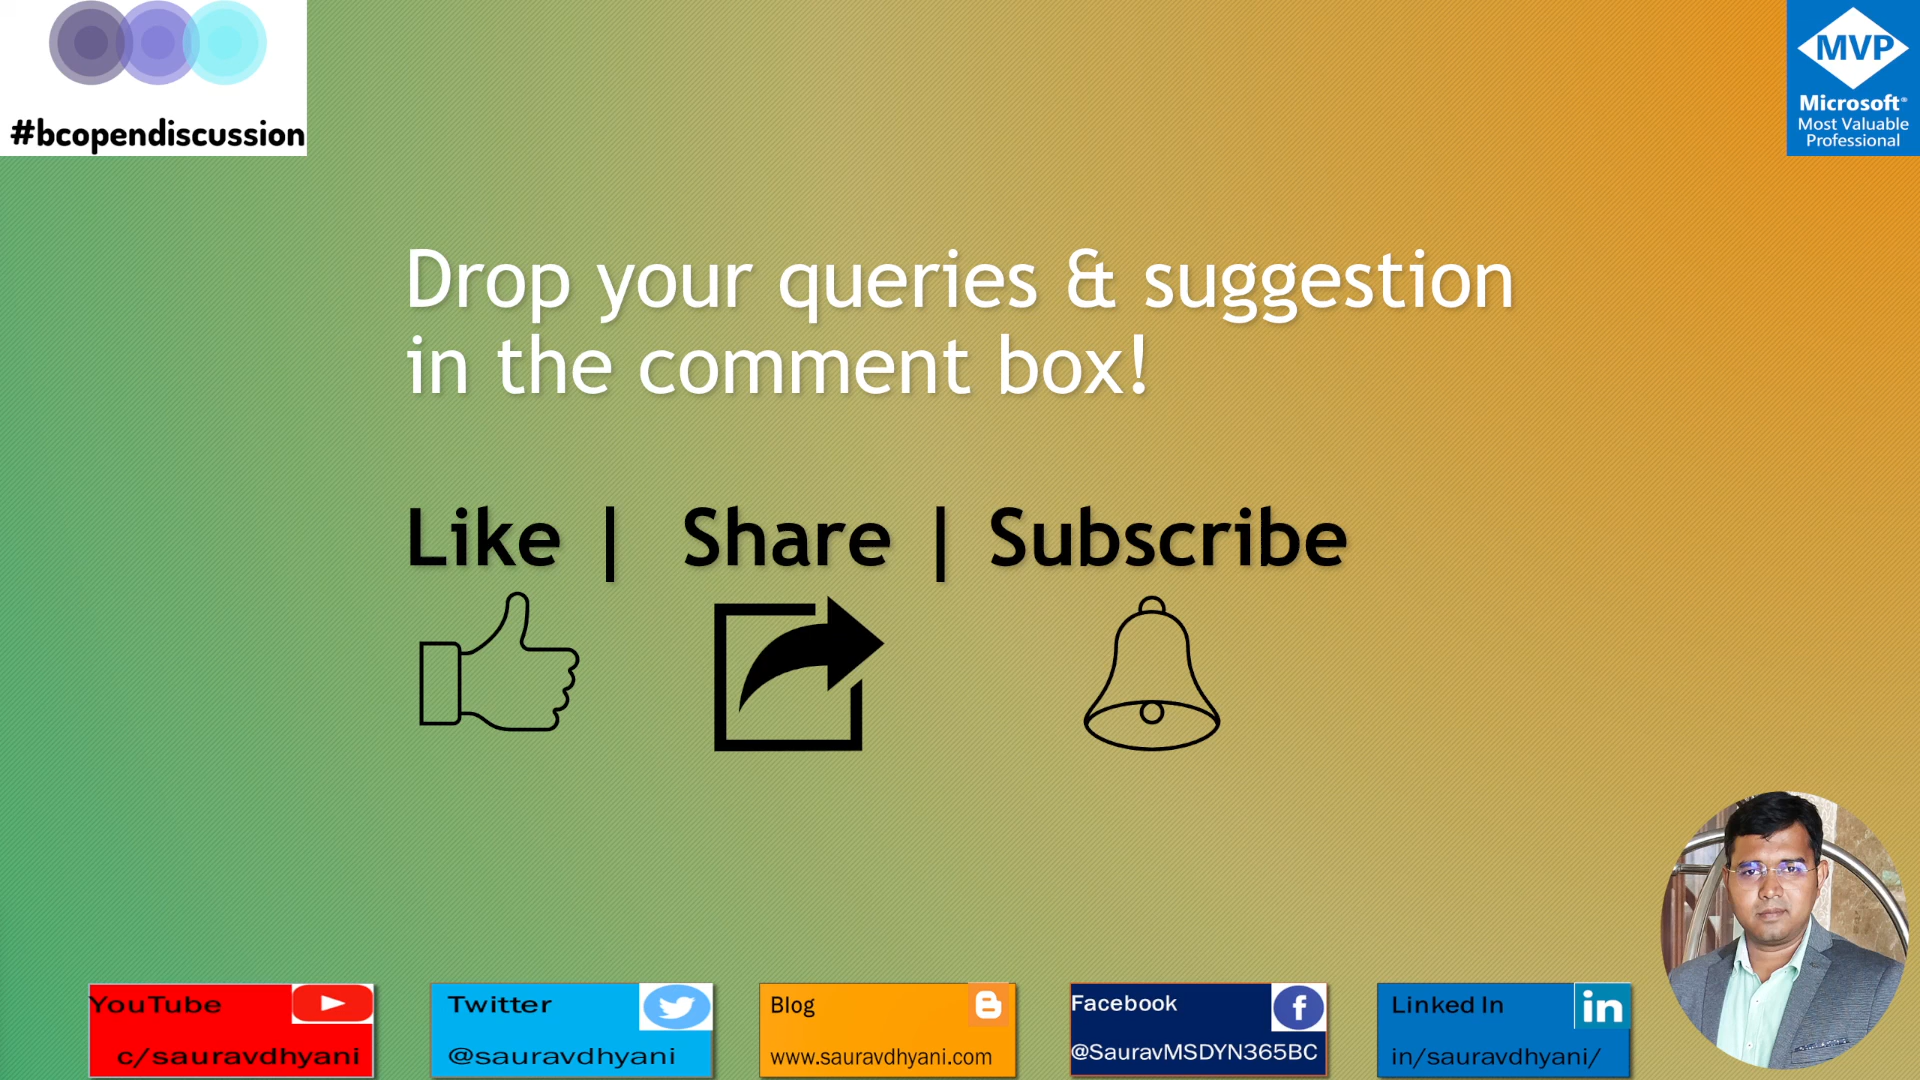 #bcopendiscussion
MVP
Microsoft®
Most Valuable
Professional
Drop your queries & suggestion
in the comment box!
Like | Share | Subscribe
YouTube
c/sauravdhyani
Twitter
@sauravdhyani
Blog
www.sauravdhyani.com
Facebook
f
@SauravMSDYN365BC
Linked In
in
in/sauravdhyani/